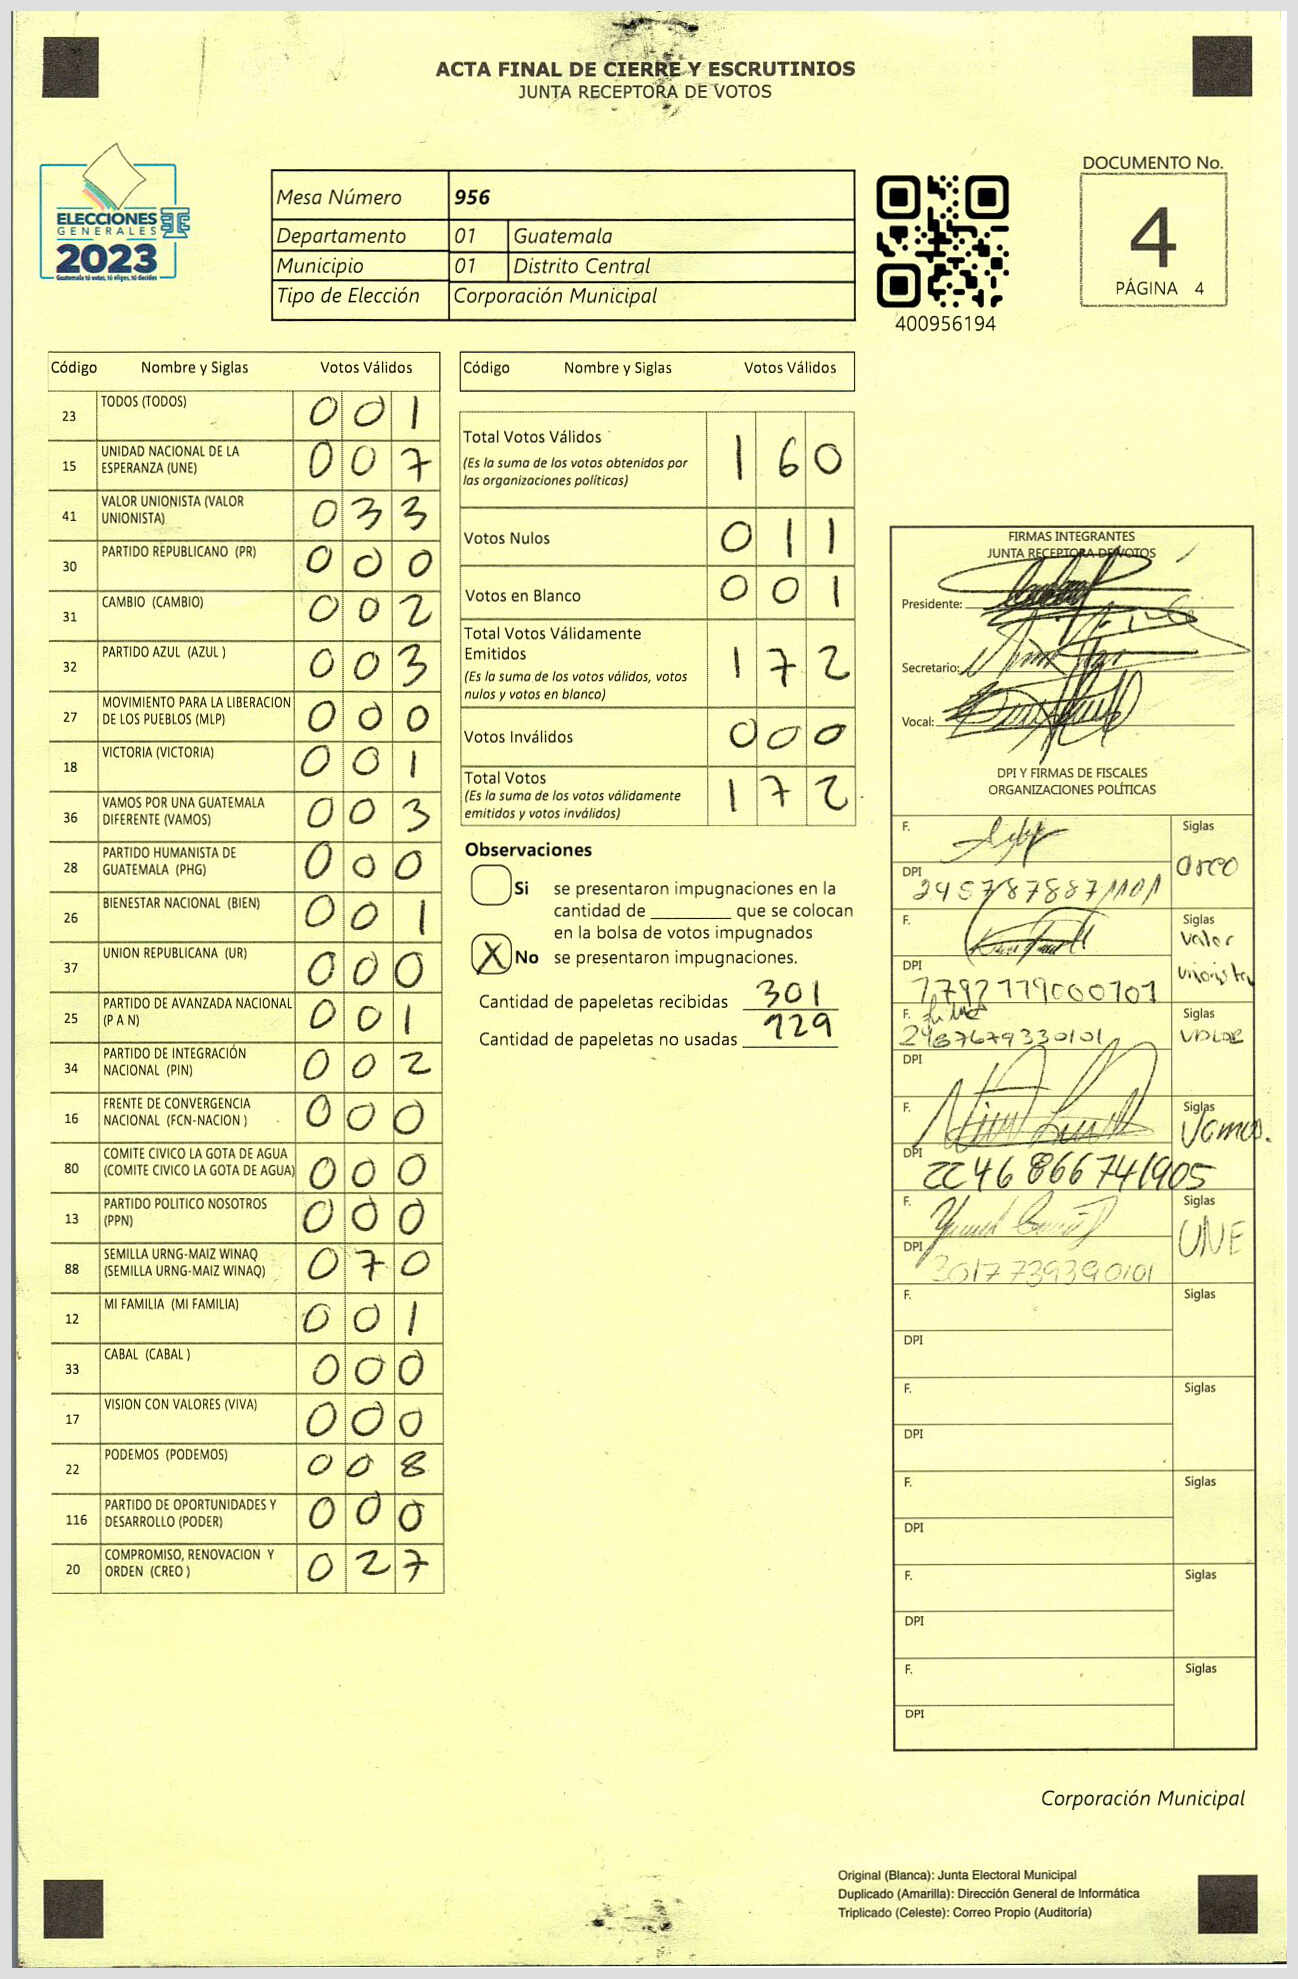 ACTA FINAL DE CIERRE Y ESCRUTINIOS
JUNTA RECEPTORA DE VOTOS
ELECCIONES
GENERALES
2023
Guatemala tú votas, tú eliges, tú decides
Mesa Número 956
Departamento 01 Guatemala
Municipio 01 Distrito Central
Tipo de Elección Corporación Municipal
400956194
DOCUMENTO No.
4
PÁGINA 4
Código Nombre y Siglas Votos Válidos
23 TODOS (TODOS) 0 0 1
15 UNIDAD NACIONAL DE LA
ESPERANZA (UNE) 0 0 7
41 VALOR UNIONISTA (VALOR
UNIONISTA) 0 3 3
30 PARTIDO REPUBLICANO (PR) 0 0 0
31 CAMBIO (CAMBIO) 0 0 2
32 PARTIDO AZUL (AZUL ) 0 0 3
27 MOVIMIENTO PARA LA LIBERACION
DE LOS PUEBLOS (MLP) 0 0 0
18 VICTORIA (VICTORIA) 0 0 1
36 VAMOS POR UNA GUATEMALA
DIFERENTE (VAMOS) 0 0 3
28 PARTIDO HUMANISTA DE
GUATEMALA (PHG) 0 0 0
26 BIENESTAR NACIONAL (BIEN) 0 0 1
37 UNION REPUBLICANA (UR) 0 0 0
25 PARTIDO DE AVANZADA NACIONAL
(P A N) 0 0 1
34 PARTIDO DE INTEGRACIÓN
NACIONAL (PIN) 0 0 2
16 FRENTE DE CONVERGENCIA
NACIONAL (FCN-NACION ) 0 0 0
80 COMITE CIVICO LA GOTA DE AGUA
(COMITE CIVICO LA GOTA DE AGUA) 0 0 0
13 PARTIDO POLITICO NOSOTROS
(PPN) 0 0 0
88 SEMILLA URNG-MAIZ WINAQ
(SEMILLA URNG-MAIZ WINAQ) 0 7 0
12 MI FAMILIA (MI FAMILIA) 0 0 1
33 CABAL (CABAL ) 0 0 0
17 VISION CON VALORES (VIVA) 0 0 0
22 PODEMOS (PODEMOS) 0 0 8
116 PARTIDO DE OPORTUNIDADES Y
DESARROLLO (PODER) 0 0 0
20 COMPROMISO, RENOVACION Y
ORDEN (CREO ) 0 2 7
Código Nombre y Siglas Votos Válidos
Total Votos Válidos 1 6 0
(Es la suma de los votos obtenidos por
las organizaciones políticas)
Votos Nulos 0 1 1
Votos en Blanco 0 0 1
Total Votos Válidamente
Emitidos 1 7 2
(Es la suma de los votos válidos, votos
nulos y votos en blanco)
Votos Inválidos 0 0 0
Total Votos 1 7 2
(Es la suma de los votos válidamente
emitidos y votos inválidos)
Observaciones
Si se presentaron impugnaciones en la
cantidad de ________ que se colocan
en la bolsa de votos impugnados
X No se presentaron impugnaciones.
Cantidad de papeletas recibidas 301
Cantidad de papeletas no usadas 129
FIRMAS INTEGRANTES
JUNTA RECEPTORA DE VOTOS
Presidente:
Secretario:
Vocal:
DPI Y FIRMAS DE FISCALES
ORGANIZACIONES POLÍTICAS
F. Siglas
DPI
F. Siglas
Valor
Unionista
DPI
F. Siglas
VALOR
DPI
F. Siglas
Vamos.
DPI 2246 866741905
F. Siglas
UNE
DPI 3017739390101
F. Siglas
DPI
F. Siglas
DPI
F. Siglas
DPI
F. Siglas
DPI
F. Siglas
DPI
Corporación Municipal
Original (Blanca): Junta Electoral Municipal
Duplicado (Amarilla): Dirección General de Informática
Triplicado (Celeste): Correo Propio (Auditoría)